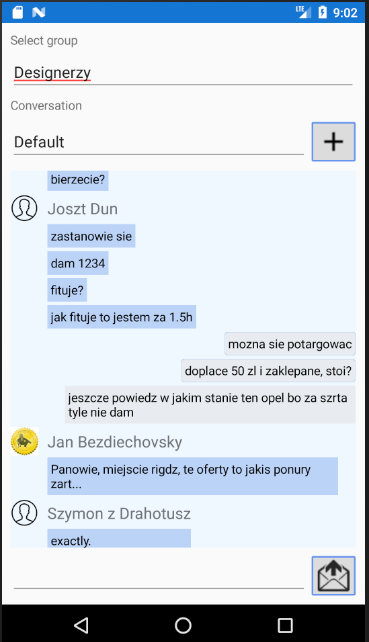 LTE 9:02
Select group
Designerzy
Conversation
Default
bierzecie?
Joszt Dun
zastanowie sie
dam 1234
fituje?
jak fituje to jestem za 1.5h
mozna sie potargowac
doplace 50 zl i zaklepane, stoi?
jeszcze powiedz w jakim stanie ten opel bo za szrta
tyle nie dam
Jan Bezdiechovsky
Panowie, miejscie rigdz, te oferty to jakis ponury
zart...
Szymon z Drahotusz
exactly.